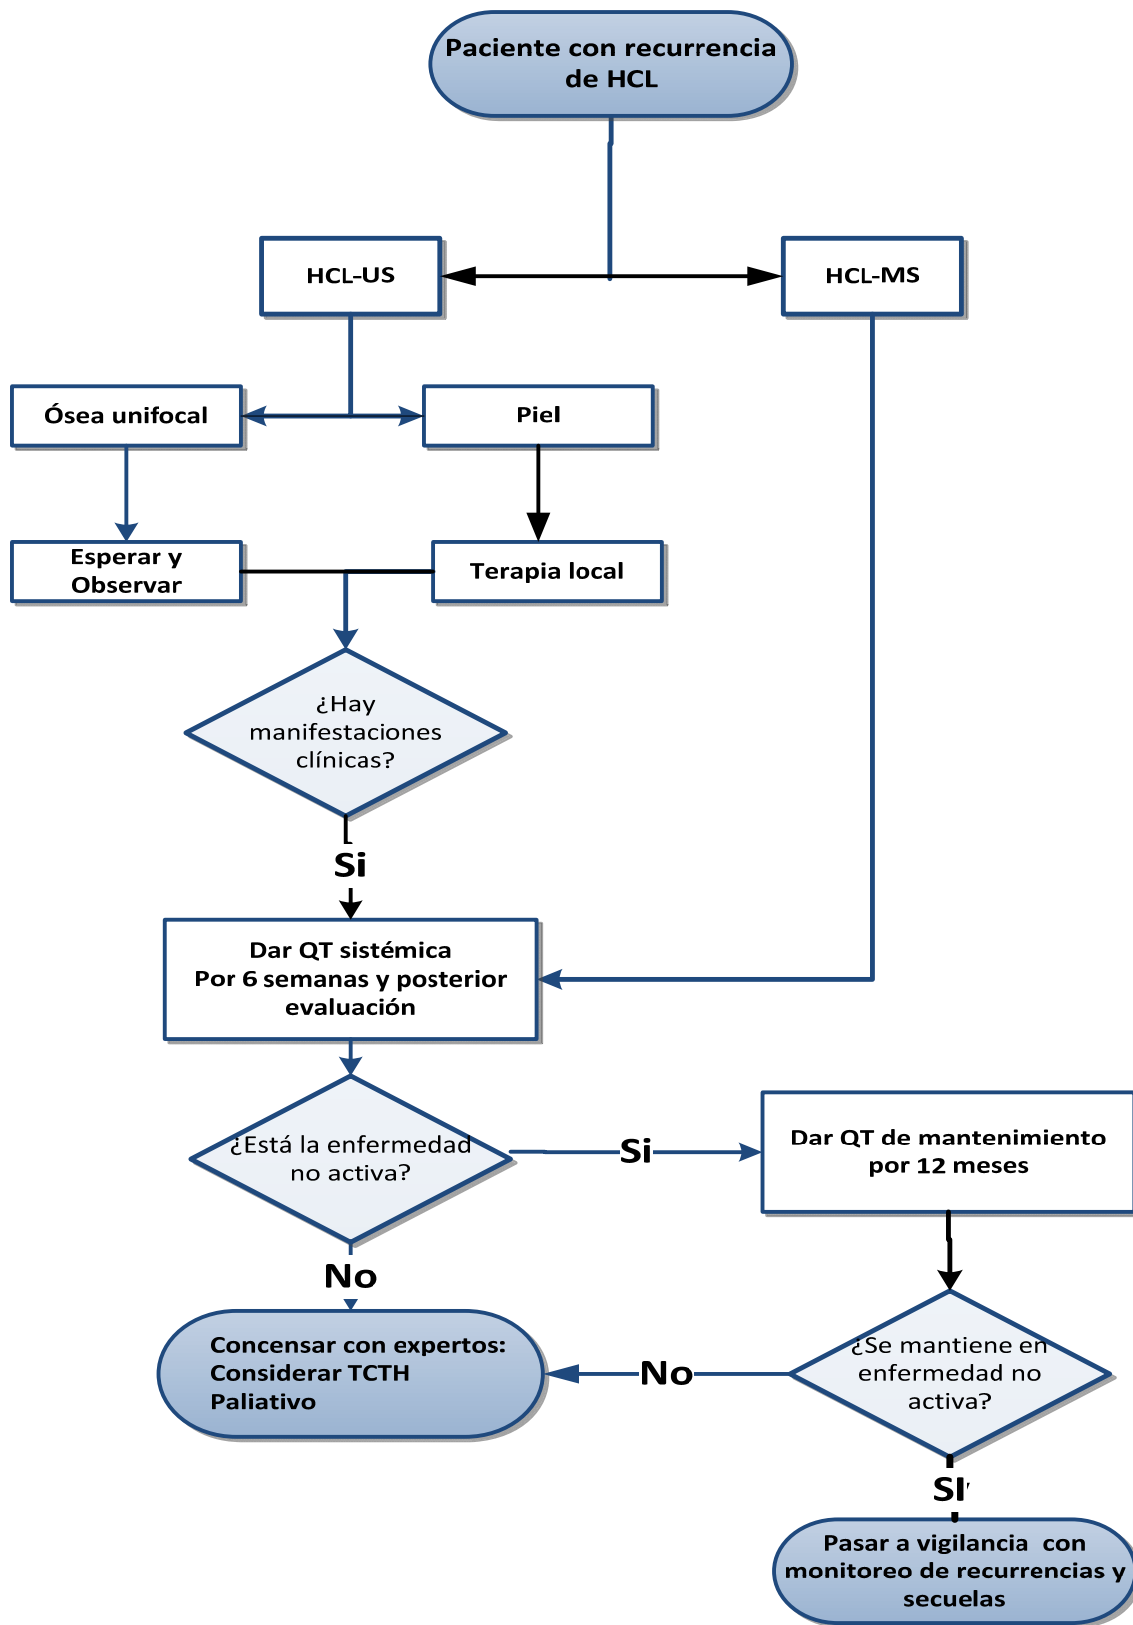 Paciente con recurrencia
de HCL
HCL-US
HCL-MS
Ósea unifocal
Piel
Esperar y
Observar
Terapia local
¿Hay
manifestaciones
clínicas?
Si
Dar QT sistémica
Por 6 semanas y posterior
evaluación
¿Está la enfermedad
no activa?
Si
Dar QT de mantenimiento
por 12 meses
No
Concensar con expertos:
Considerar TCTH
Paliativo
No
¿Se mantiene en
enfermedad no
activa?
SI
Pasar a vigilancia con
monitoreo de recurrencias y
secuelas